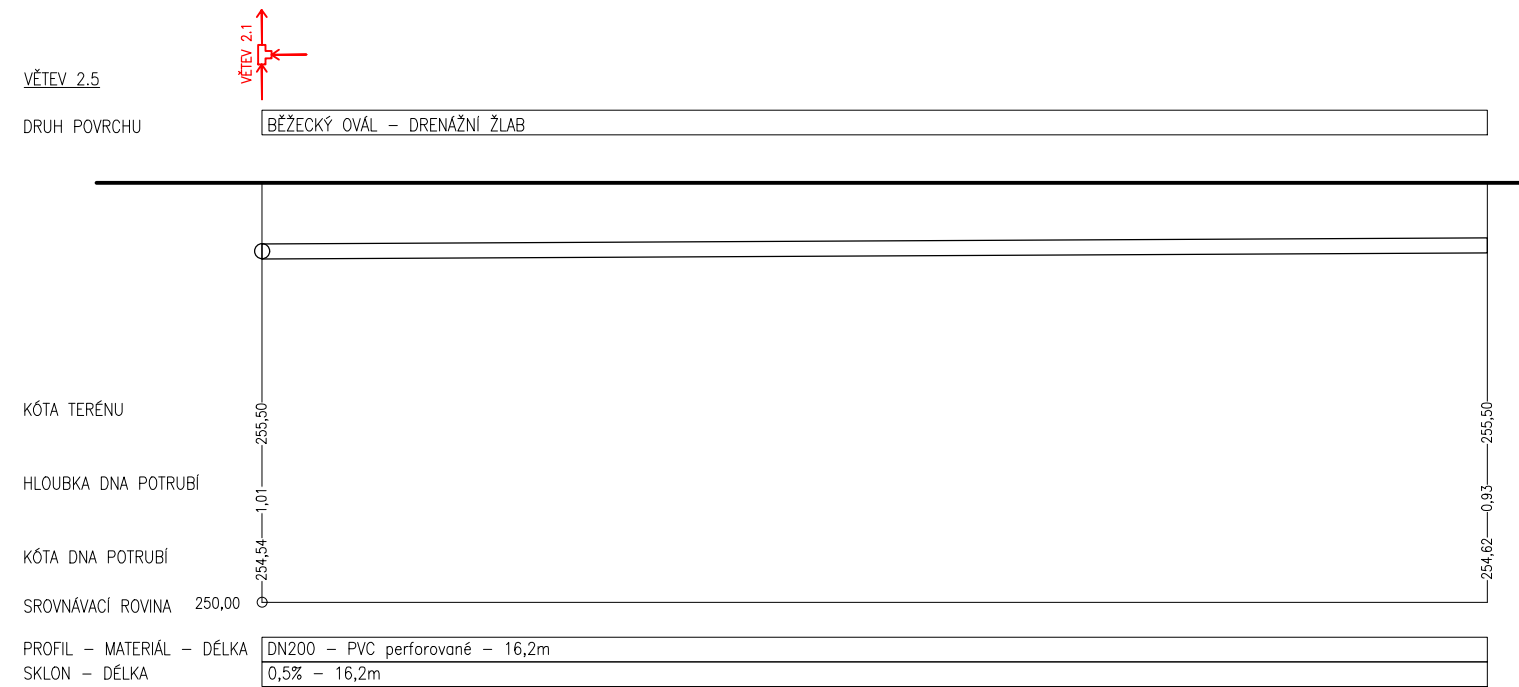 VĚTEV 2.1
VĚTEV 2.5
DRUH POVRCHU
BĚŽECKÝ OVÁL – DRENÁŽNÍ ŽLAB
KÓTA TERÉNU
255,50
255,50
HLOUBKA DNA POTRUBÍ
1,01
0,93
KÓTA DNA POTRUBÍ
254,54
254,62
SROVNÁVACÍ ROVINA 250,00
PROFIL – MATERIÁL – DÉLKA
DN200 – PVC perforované – 16,2m
SKLON – DÉLKA
0,5% – 16,2m